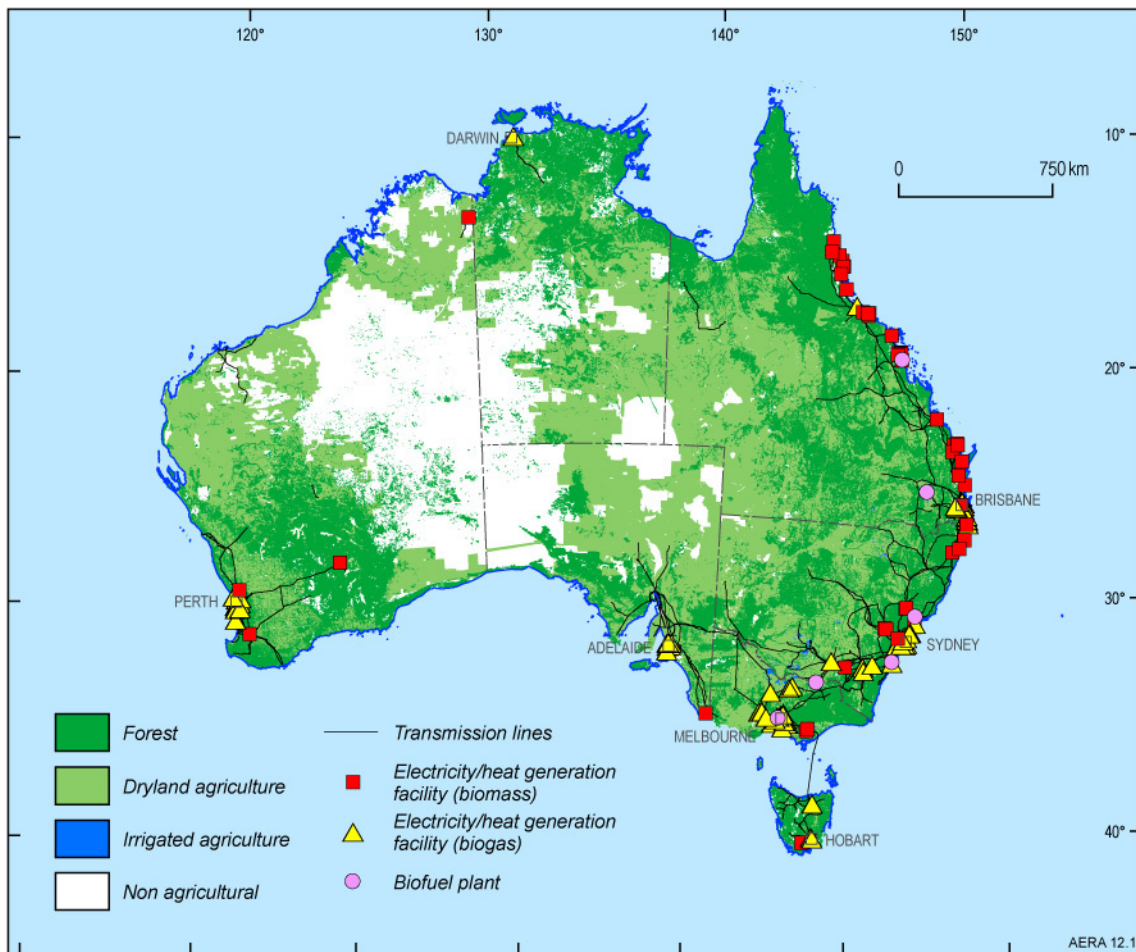 120°
130°
140°
150°
DARWIN
10°
0
750 km
20°
BRISBANE
30°
PERTH
ADELAIDE
SYDNEY
MELBOURNE
40°
HOBART
Forest
Dryland agriculture
Irrigated agriculture
Non agricultural
Transmission lines
Electricity/heat generation
facility (biomass)
Electricity/heat generation
facility (biogas)
Biofuel plant
AERA 12.1